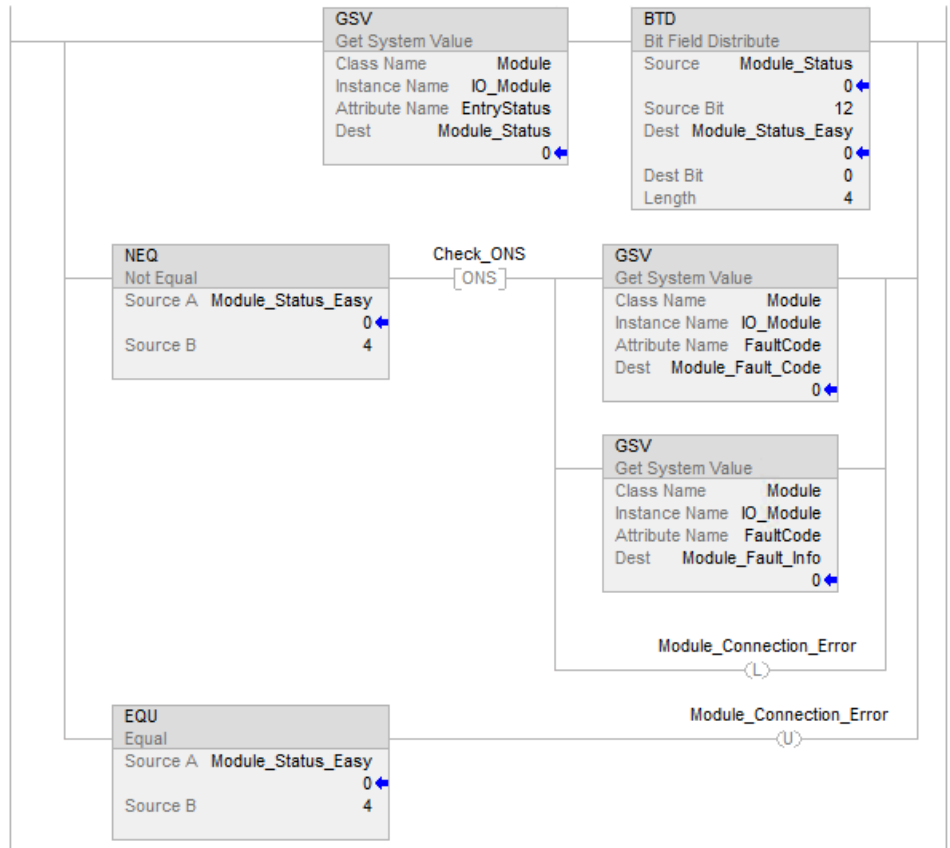 GSV
Get System Value
Class Name Module
Instance Name IO_Module
Attribute Name EntryStatus
Dest Module_Status
0
BTD
Bit Field Distribute
Source Module_Status
0
Source Bit 12
Dest Module_Status_Easy
0
Dest Bit 0
Length 4
NEQ
Not Equal
Source A Module_Status_Easy
0
Source B 4
Check_ONS
ONS
GSV
Get System Value
Class Name Module
Instance Name IO_Module
Attribute Name FaultCode
Dest Module_Fault_Code
0
GSV
Get System Value
Class Name Module
Instance Name IO_Module
Attribute Name FaultCode
Dest Module_Fault_Info
0
Module_Connection_Error
L
EQU
Equal
Source A Module_Status_Easy
0
Source B 4
Module_Connection_Error
U